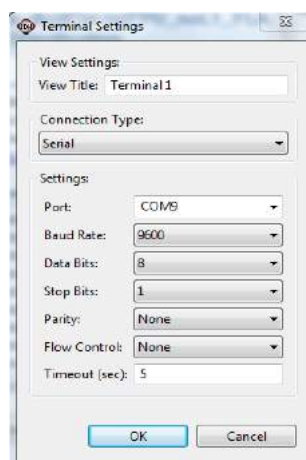 Terminal Settings
View Settings:
View Title: Terminal 1
Connection Type:
Serial
Settings:
Port: COM9
Baud Rate: 9600
Data Bits: 8
Stop Bits: 1
Parity: None
Flow Control: None
Timeout (sec): 5
OK Cancel